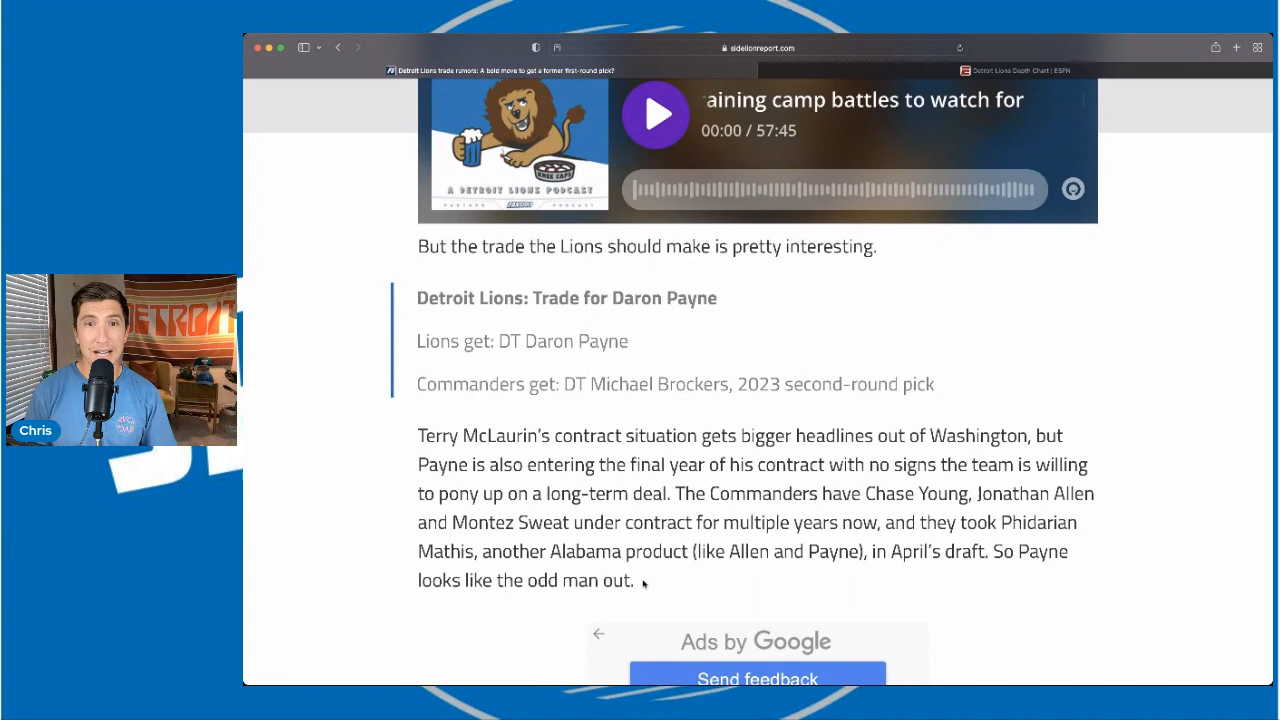 sidelionreport.com
Detroit Lions trade rumors: A bold move to get a former first-round pick?
Detroit Lions Depth Chart | ESPN
aining camp battles to watch for
00:00 / 57:45
KNEE CAPS
A DETROIT LIONS PODCAST
PARTNER FANSIDED PODCAST
But the trade the Lions should make is pretty interesting.
Detroit Lions: Trade for Daron Payne
Lions get: DT Daron Payne
Commanders get: DT Michael Brockers, 2023 second-round pick
Terry McLaurin's contract situation gets bigger headlines out of Washington, but
Payne is also entering the final year of his contract with no signs the team is willing
to pony up on a long-term deal. The Commanders have Chase Young, Jonathan Allen
and Montez Sweat under contract for multiple years now, and they took Phidarian
Mathis, another Alabama product (like Allen and Payne), in April's draft. So Payne
looks like the odd man out.
Ads by Google
Send feedback
DETROIT
Chris